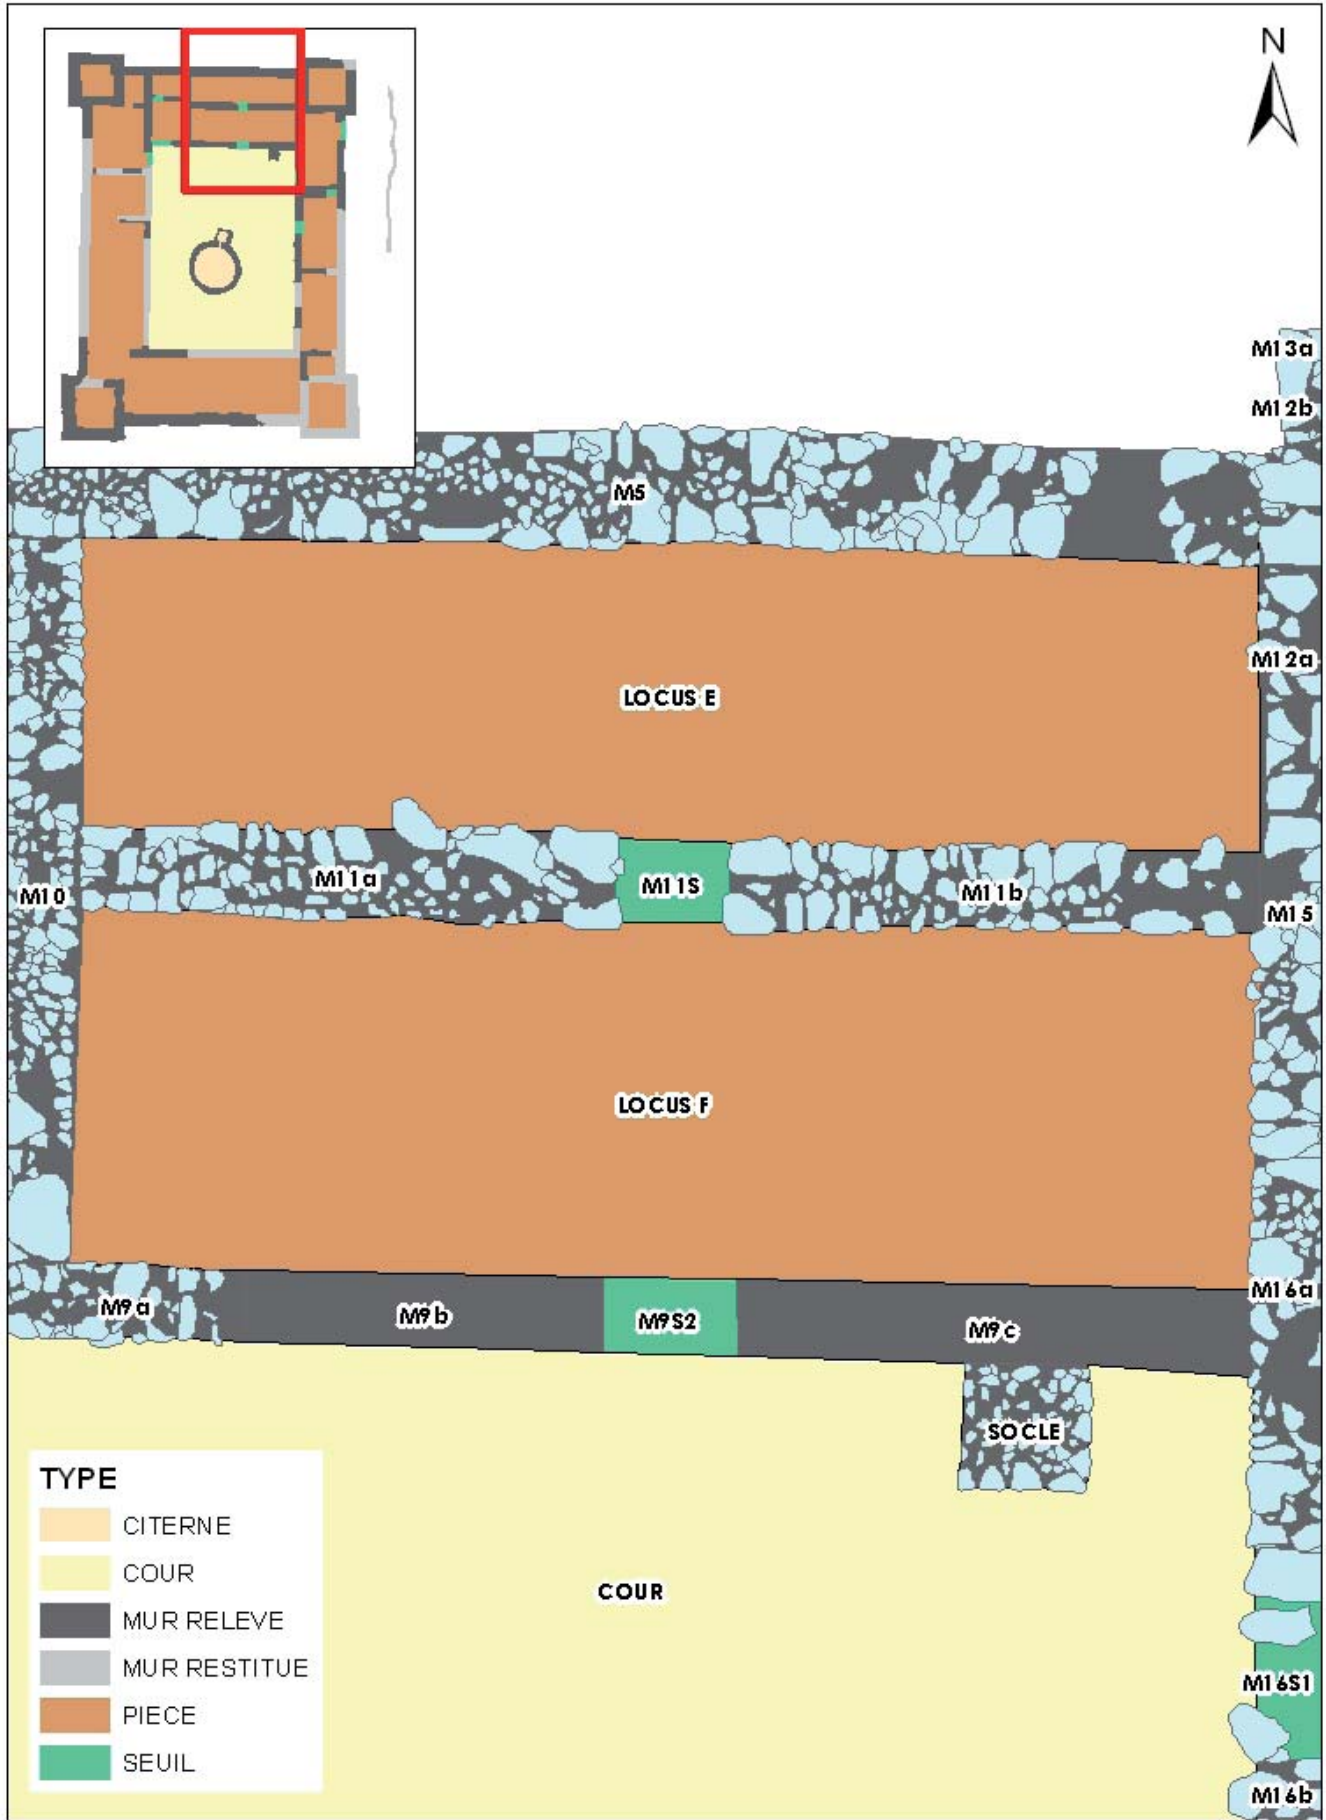 N
M13a
M12b
M5
M12a
LOCUS E
M11a
M11S
M11b
M10
M15
LOCUS F
M16a
M9a
M9b
M9S2
M9c
SOCLE
TYPE
CITERNE
COUR
MUR RELEVE
MUR RESTITUE
PIECE
SEUIL
COUR
M16S1
M16b